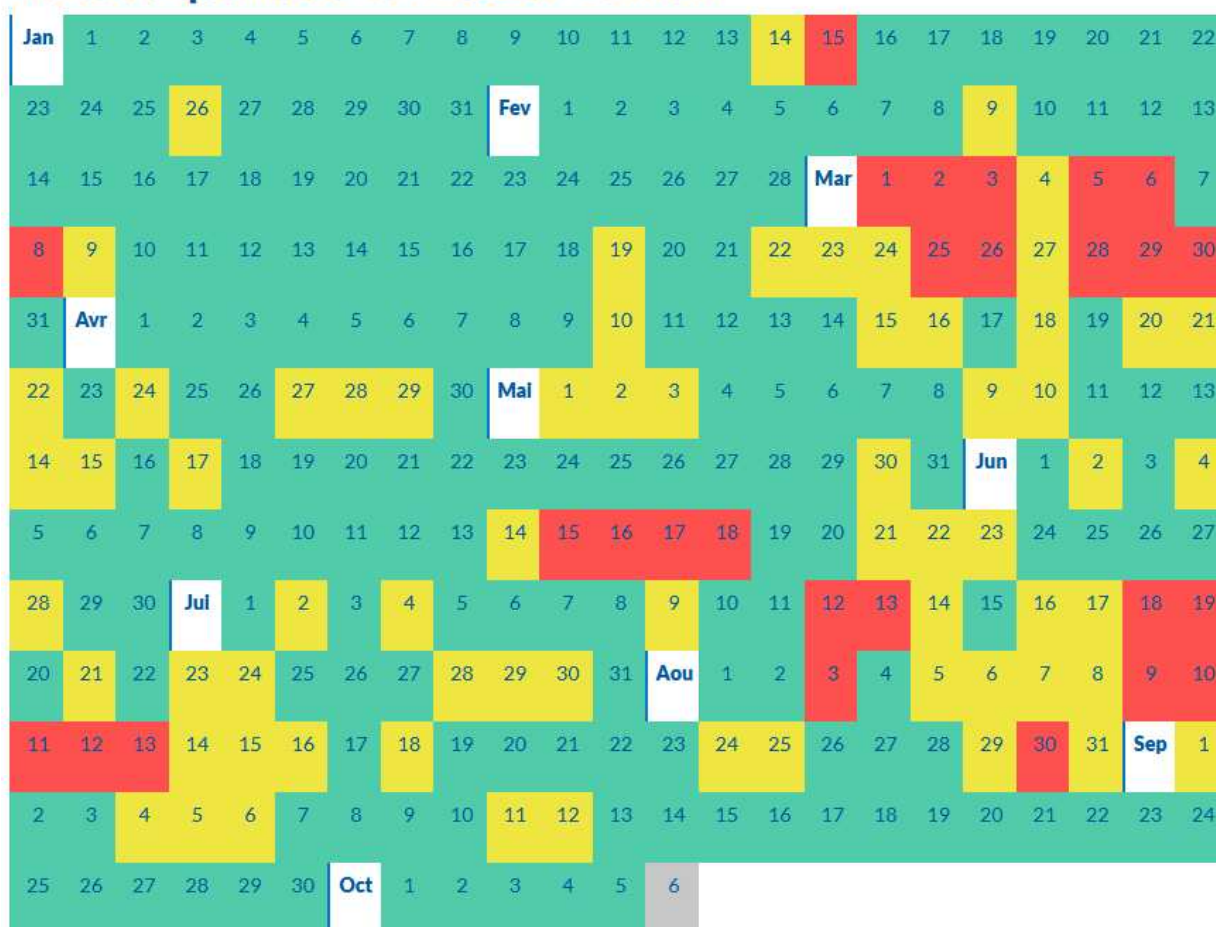 Jan 1 2 3 4 5 6 7 8 9 10 11 12 13 14 15 16 17 18 19 20 21 22
23 24 25 26 27 28 29 30 31 Fev 1 2 3 4 5 6 7 8 9 10 11 12 13
14 15 16 17 18 19 20 21 22 23 24 25 26 27 28 Mar 1 2 3 4 5 6 7
8 9 10 11 12 13 14 15 16 17 18 19 20 21 22 23 24 25 26 27 28 29 30
31 Avr 1 2 3 4 5 6 7 8 9 10 11 12 13 14 15 16 17 18 19 20 21
22 23 24 25 26 27 28 29 30 Mai 1 2 3 4 5 6 7 8 9 10 11 12 13
14 15 16 17 18 19 20 21 22 23 24 25 26 27 28 29 30 31 Jun 1 2 3 4
5 6 7 8 9 10 11 12 13 14 15 16 17 18 19 20 21 22 23 24 25 26 27
28 29 30 Jui 1 2 3 4 5 6 7 8 9 10 11 12 13 14 15 16 17 18 19
20 21 22 23 24 25 26 27 28 29 30 31 Aou 1 2 3 4 5 6 7 8 9 10
11 12 13 14 15 16 17 18 19 20 21 22 23 24 25 26 27 28 29 30 31 Sep 1
2 3 4 5 6 7 8 9 10 11 12 13 14 15 16 17 18 19 20 21 22 23 24
25 26 27 28 29 30 Oct 1 2 3 4 5 6